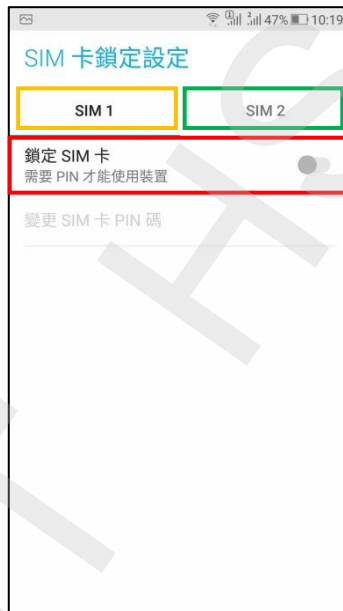 47% 10:19
SIM 卡鎖定設定
SIM 1 SIM 2
鎖定 SIM 卡
需要 PIN 才能使用裝置
變更 SIM 卡 PIN 碼